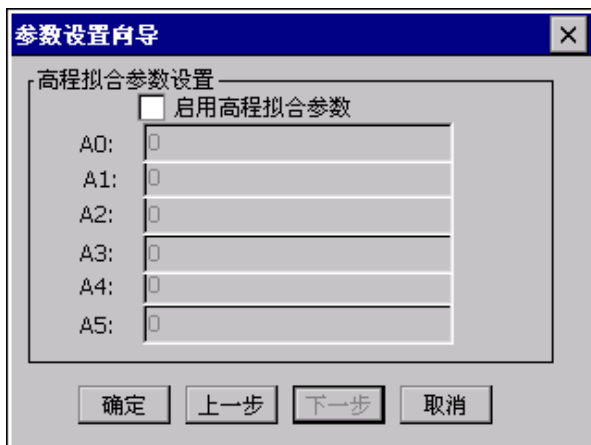 参数设置向导
高程拟合参数设置
启用高程拟合参数
A0: 0
A1: 0
A2: 0
A3: 0
A4: 0
A5: 0
确定 上一步 下一步 取消